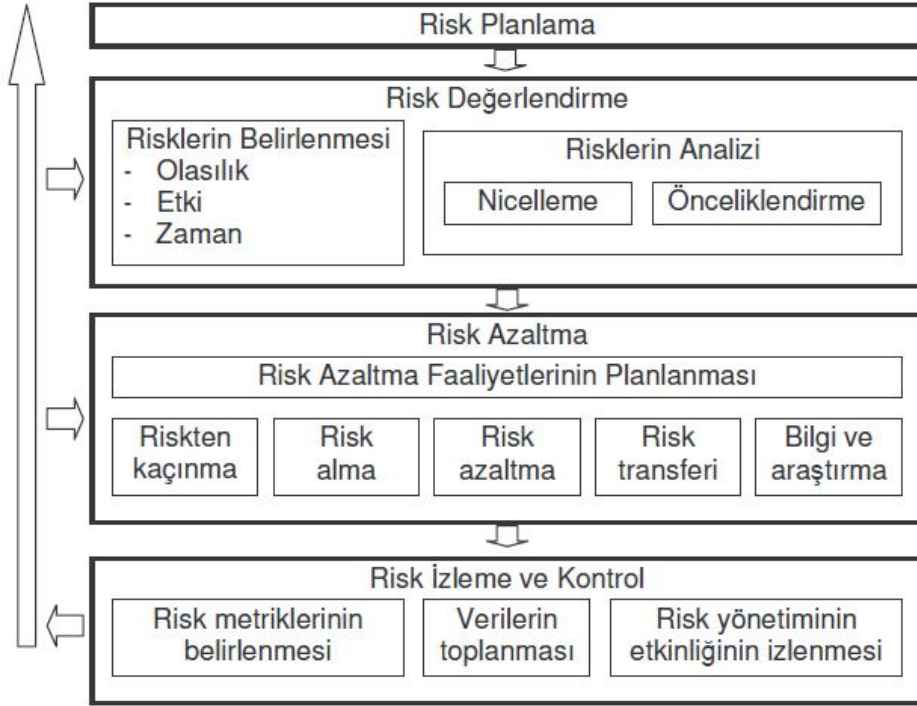 Risk Planlama
Risk Değerlendirme
Risklerin Belirlenmesi
- Olasılık
- Etki
- Zaman
Risklerin Analizi
Nicelleme
Önceliklendirme
Risk Azaltma
Risk Azaltma Faaliyetlerinin Planlanması
Riskten
kaçınma
Risk
alma
Risk
azaltma
Risk
transferi
Bilgi ve
araştırma
Risk İzleme ve Kontrol
Risk metriklerinin
belirlenmesi
Verilerin
toplanması
Risk yönetiminin
etkinliğinin izlenmesi